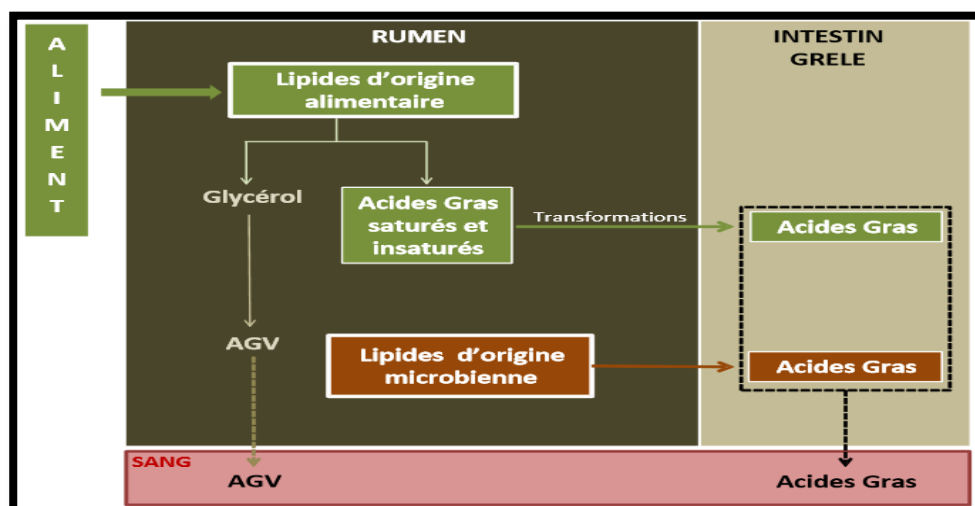 ALIMENT
RUMEN
INTESTIN
GRELE
Lipides d’origine
alimentaire
Glycérol
Acides Gras
saturés et
insaturés
Transformations
Acides Gras
AGV
Lipides d’origine
microbienne
Acides Gras
SANG
AGV
Acides Gras